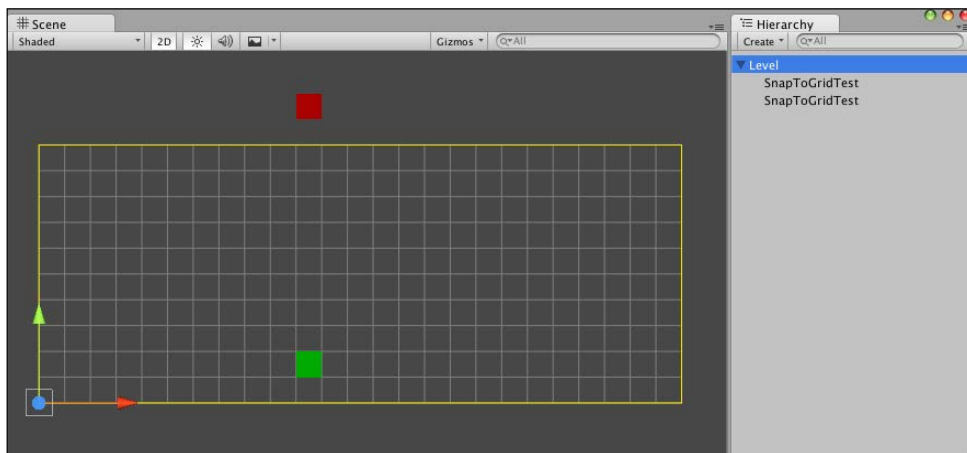 Scene
Shaded
2D
Gizmos
All
Hierarchy
Create
All
Level
SnapToGridTest
SnapToGridTest